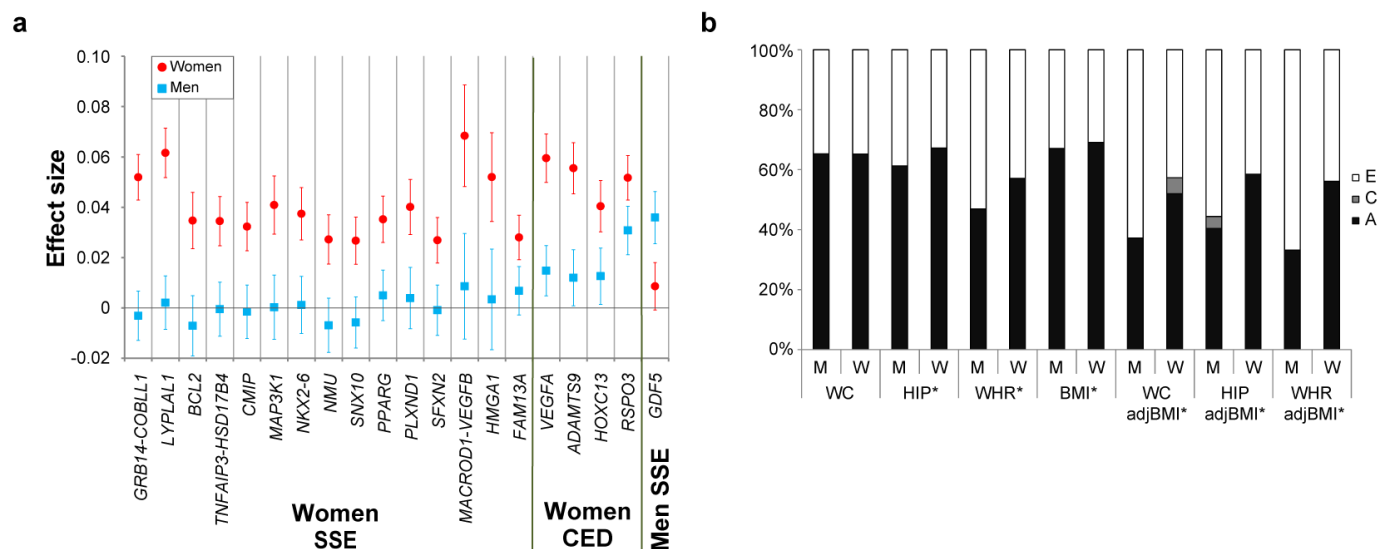 a
Effect size
0.10
0.08
0.06
0.04
0.02
0
-0.02
Women
Men
GRB14-COBLL1
LYPLAL1
BCL2
TNFAIP3-HSD17B4
CMIP
MAP3K1
NKX2-6
NMU
SNX10
PPARG
PLXND1
SFXN2
MACROD1-VEGFB
HMGA1
FAM13A
VEGFA
ADAMTS9
HOXC13
RSPO3
GDF5
Women
SSE
Women
CED
Men SSE
b
100%
80%
60%
40%
20%
0%
M W M W M W M W M W M W M W
WC HIP* WHR* BMI* WC HIP WHR
adjBMI* adjBMI* adjBMI*
E
C
A